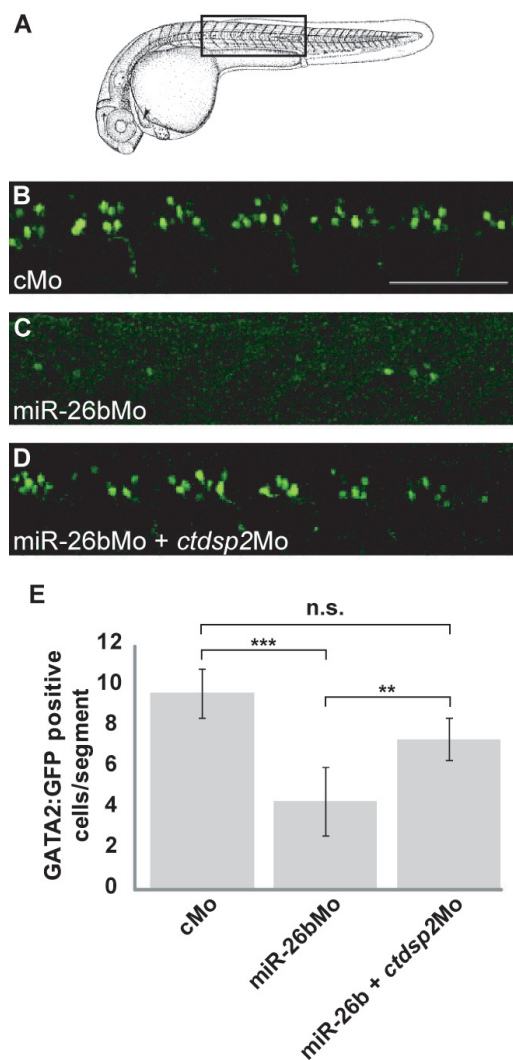 A
B
cMo
C
miR-26bMo
D
miR-26bMo + ctdsp2Mo
E
n.s.
***
**
12
10
8
6
4
2
0
GATA2:GFP positive
cells/segment
cMo
miR-26bMo
miR-26b + ctdsp2Mo